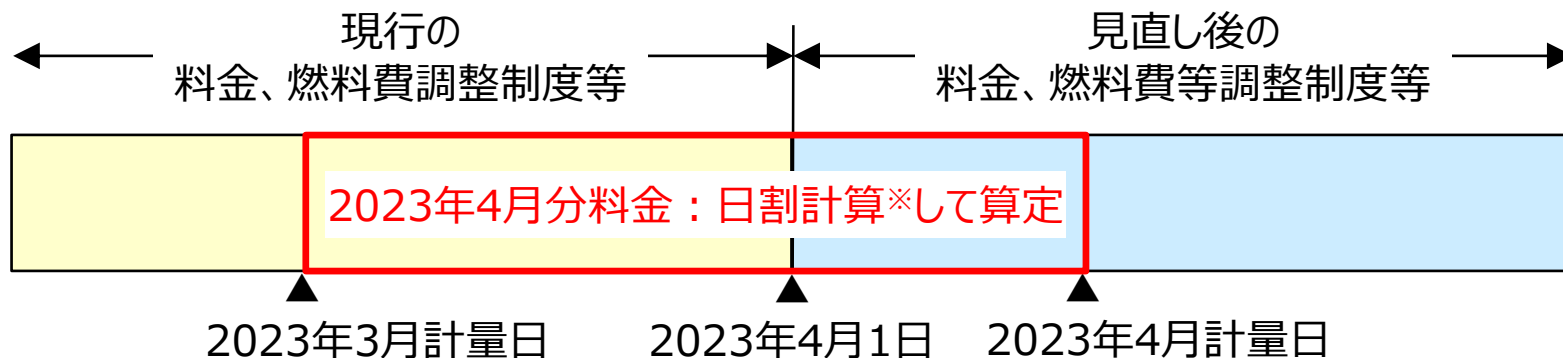 現行の
料金、燃料費調整制度等
見直し後の
料金、燃料費等調整制度等
2023年4月分料金：日割計算※して算定
2023年3月計量日
2023年4月1日
2023年4月計量日